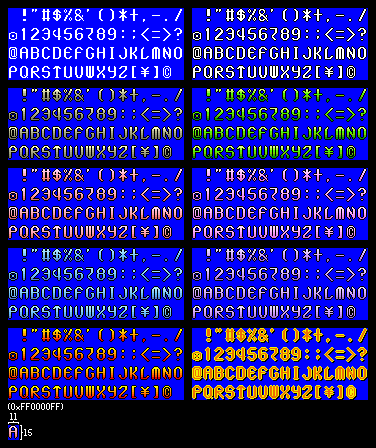 !"#$%&'()*+,-./ !"#$%&'()*+,-./
0123456789:;<=>? 0123456789:;<=>?
@ABCDEFGHIJKLMNO @ABCDEFGHIJKLMNO
PQRSTUVWXYZ[¥]© PQRSTUVWXYZ[¥]©
!"#$%&'()*+,-./ !"#$%&'()*+,-./
0123456789:;<=>? 0123456789:;<=>?
@ABCDEFGHIJKLMNO @ABCDEFGHIJKLMNO
PQRSTUVWXYZ[¥]© PQRSTUVWXYZ[¥]©
!"#$%&'()*+,-./ !"#$%&'()*+,-./
0123456789:;<=>? 0123456789:;<=>?
@ABCDEFGHIJKLMNO @ABCDEFGHIJKLMNO
PQRSTUVWXYZ[¥]© PQRSTUVWXYZ[¥]©
!"#$%&'()*+,-./ !"#$%&'()*+,-./
0123456789:;<=>? 0123456789:;<=>?
@ABCDEFGHIJKLMNO @ABCDEFGHIJKLMNO
PQRSTUVWXYZ[¥]© PQRSTUVWXYZ[¥]©
!"#$%&'()*+,-./ !"#$%&'()*+,-./
0123456789:;<=>? 0123456789:;<=>?
@ABCDEFGHIJKLMNO @ABCDEFGHIJKLMNO
PQRSTUVWXYZ[¥]© PQRSTUVWXYZ[¥]©
(0xFF0000FF)
11
A 15